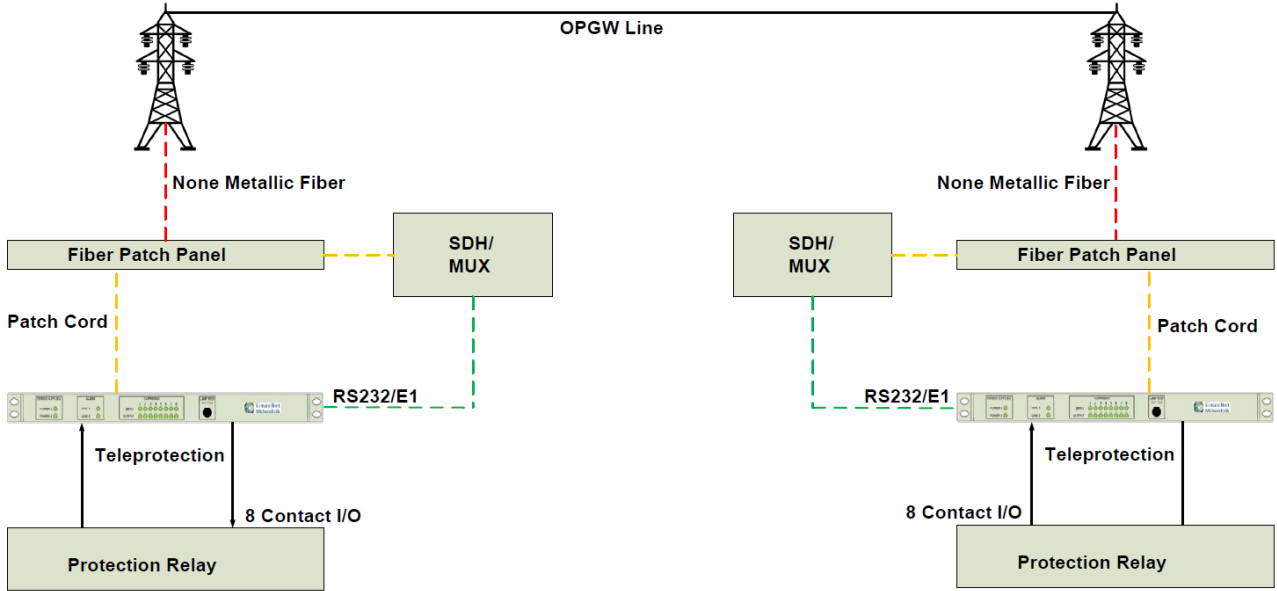 OPGW Line
None Metallic Fiber
None Metallic Fiber
SDH/
MUX
SDH/
MUX
Fiber Patch Panel
Fiber Patch Panel
Patch Cord
Patch Cord
RS232/E1
RS232/E1
Teleprotection
Teleprotection
8 Contact I/O
8 Contact I/O
Protection Relay
Protection Relay